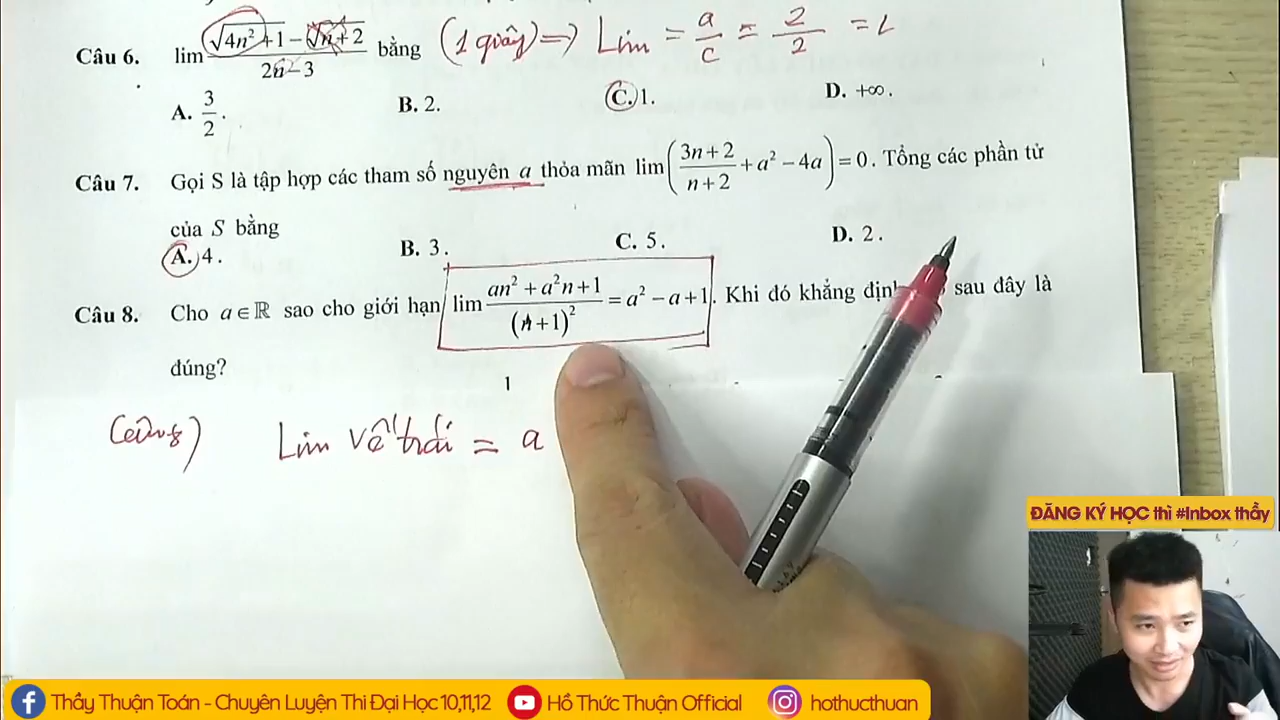 Câu 6. lim (√(4n² + 1) − √(n + 2))/(2n − 3) bằng (1 giây) => Lim = a/c = 2/2 = 1
A. 3/2. B. 2. C. 1. D. +∞.
Câu 7. Gọi S là tập hợp các tham số nguyên a thỏa mãn lim((3n + 2)/(n + 2) + a² − 4a) = 0. Tổng các phần tử
của S bằng
A. 4. B. 3. C. 5. D. 2.
Câu 8. Cho a ∈ ℝ sao cho giới hạn lim (an² + a²n + 1)/(n + 1)² = a² − a + 1. Khi đó khẳng định sau đây là
đúng?
1
Câu 8) Lim Vế trái = a
ĐĂNG KÝ HỌC thì #Inbox thầy
Thầy Thuận Toán - Chuyên Luyện Thi Đại Học 10,11,12 Hồ Thức Thuận Official hothucthuan